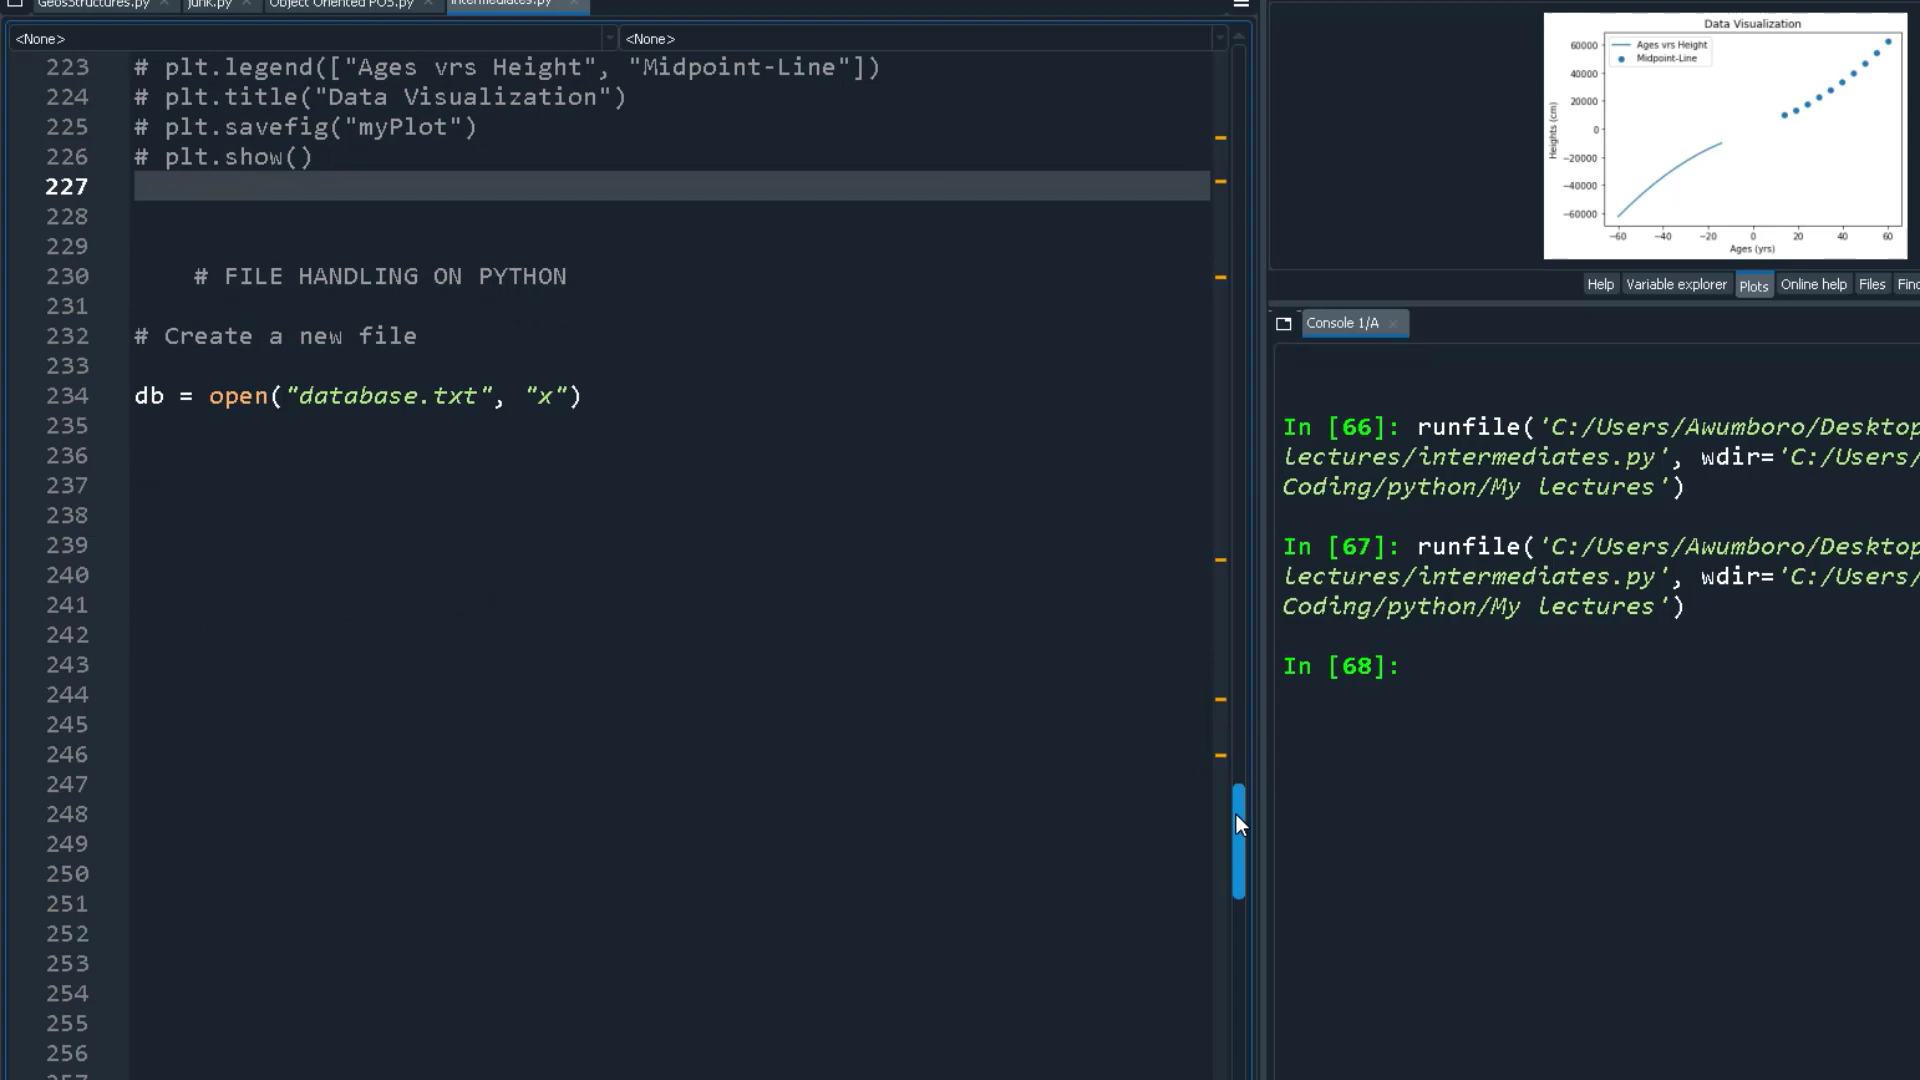 GeosStructures.py
junk.py
Object Oriented POS.py
intermediates.py
<None>
<None>
223 # plt.legend(["Ages vrs Height", "Midpoint-Line"])
224 # plt.title("Data Visualization")
225 # plt.savefig("myPlot")
226 # plt.show()
227
228
229
230 # FILE HANDLING ON PYTHON
231
232 # Create a new file
233
234 db = open("database.txt", "x")
235
236
237
238
239
240
241
242
243
244
245
246
247
248
249
250
251
252
253
254
255
256
257
Data Visualization
Ages vrs Height
Midpoint-Line
60000
40000
20000
0
−20000
−40000
−60000
Heights (cm)
−60 −40 −20 0 20 40 60
Ages (yrs)
Help Variable explorer Plots Online help Files
Console 1/A
In [66]: runfile('C:/Users/Awumboro/Desktop
lectures/intermediates.py', wdir='C:/Users/
Coding/python/My lectures')
In [67]: runfile('C:/Users/Awumboro/Desktop
lectures/intermediates.py', wdir='C:/Users/
Coding/python/My lectures')
In [68]: